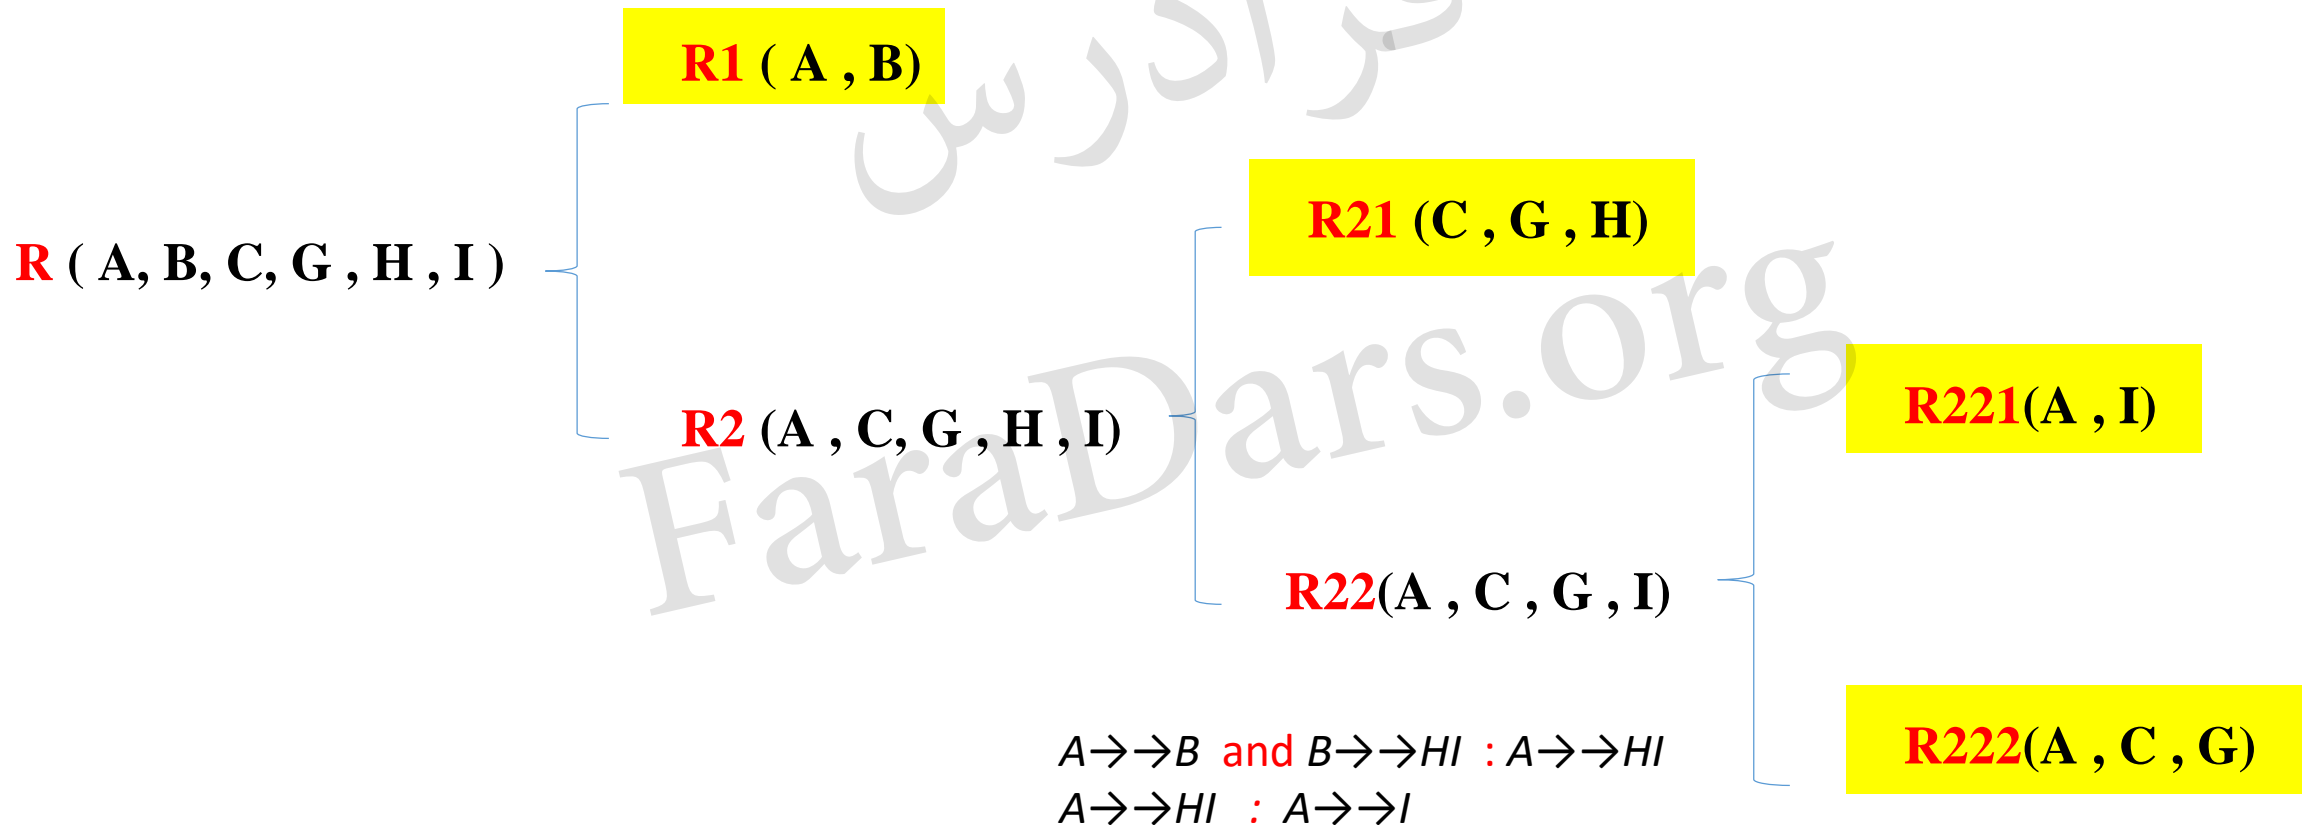 فرادرس
R1 ( A , B)
R21 (C , G , H)
R ( A, B, C, G , H , I )
FaraDars.org
R2 (A , C, G , H , I)
R221(A , I)
R22(A , C , G , I)
R222(A , C , G)
A→→B and B→→HI : A→→HI
A→→HI : A→→I